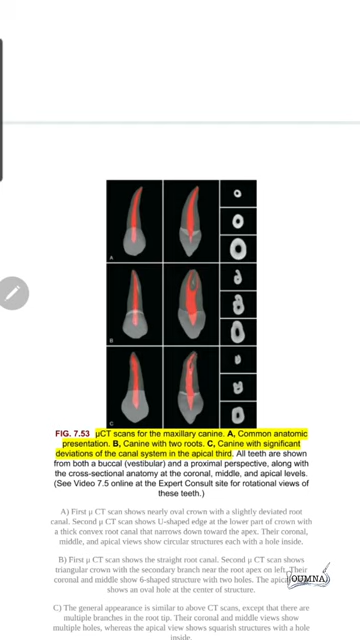 A
B
C
FIG. 7.53 µCT scans for the maxillary canine. A, Common anatomic
presentation. B, Canine with two roots. C, Canine with significant
deviations of the canal system in the apical third. All teeth are shown
from both a buccal (vestibular) and a proximal perspective, along with
the cross-sectional anatomy at the coronal, middle, and apical levels.
(See Video 7.5 online at the Expert Consult site for rotational views of
these teeth.)
A) First µ CT scan shows nearly oval crown with a slightly deviated root
canal. Second µ CT scan shows U-shaped edge at the lower part of crown with
a thick convex root canal that narrows down toward the apex. Their coronal,
middle, and apical views show circular structures each with a hole inside.
B) First µ CT scan shows the straight root canal. Second µ CT scan shows
triangular crown with the secondary branch near the root apex on left. Their
coronal and middle show 6-shaped structure with two holes. The apical
shows an oval hole at the center of structure.
OUMNA
C) The general appearance is similar to above CT scans, except that there are
multiple branches in the root tip. Their coronal and middle views show
multiple holes, whereas the apical view shows squarish structures with a hole
inside.